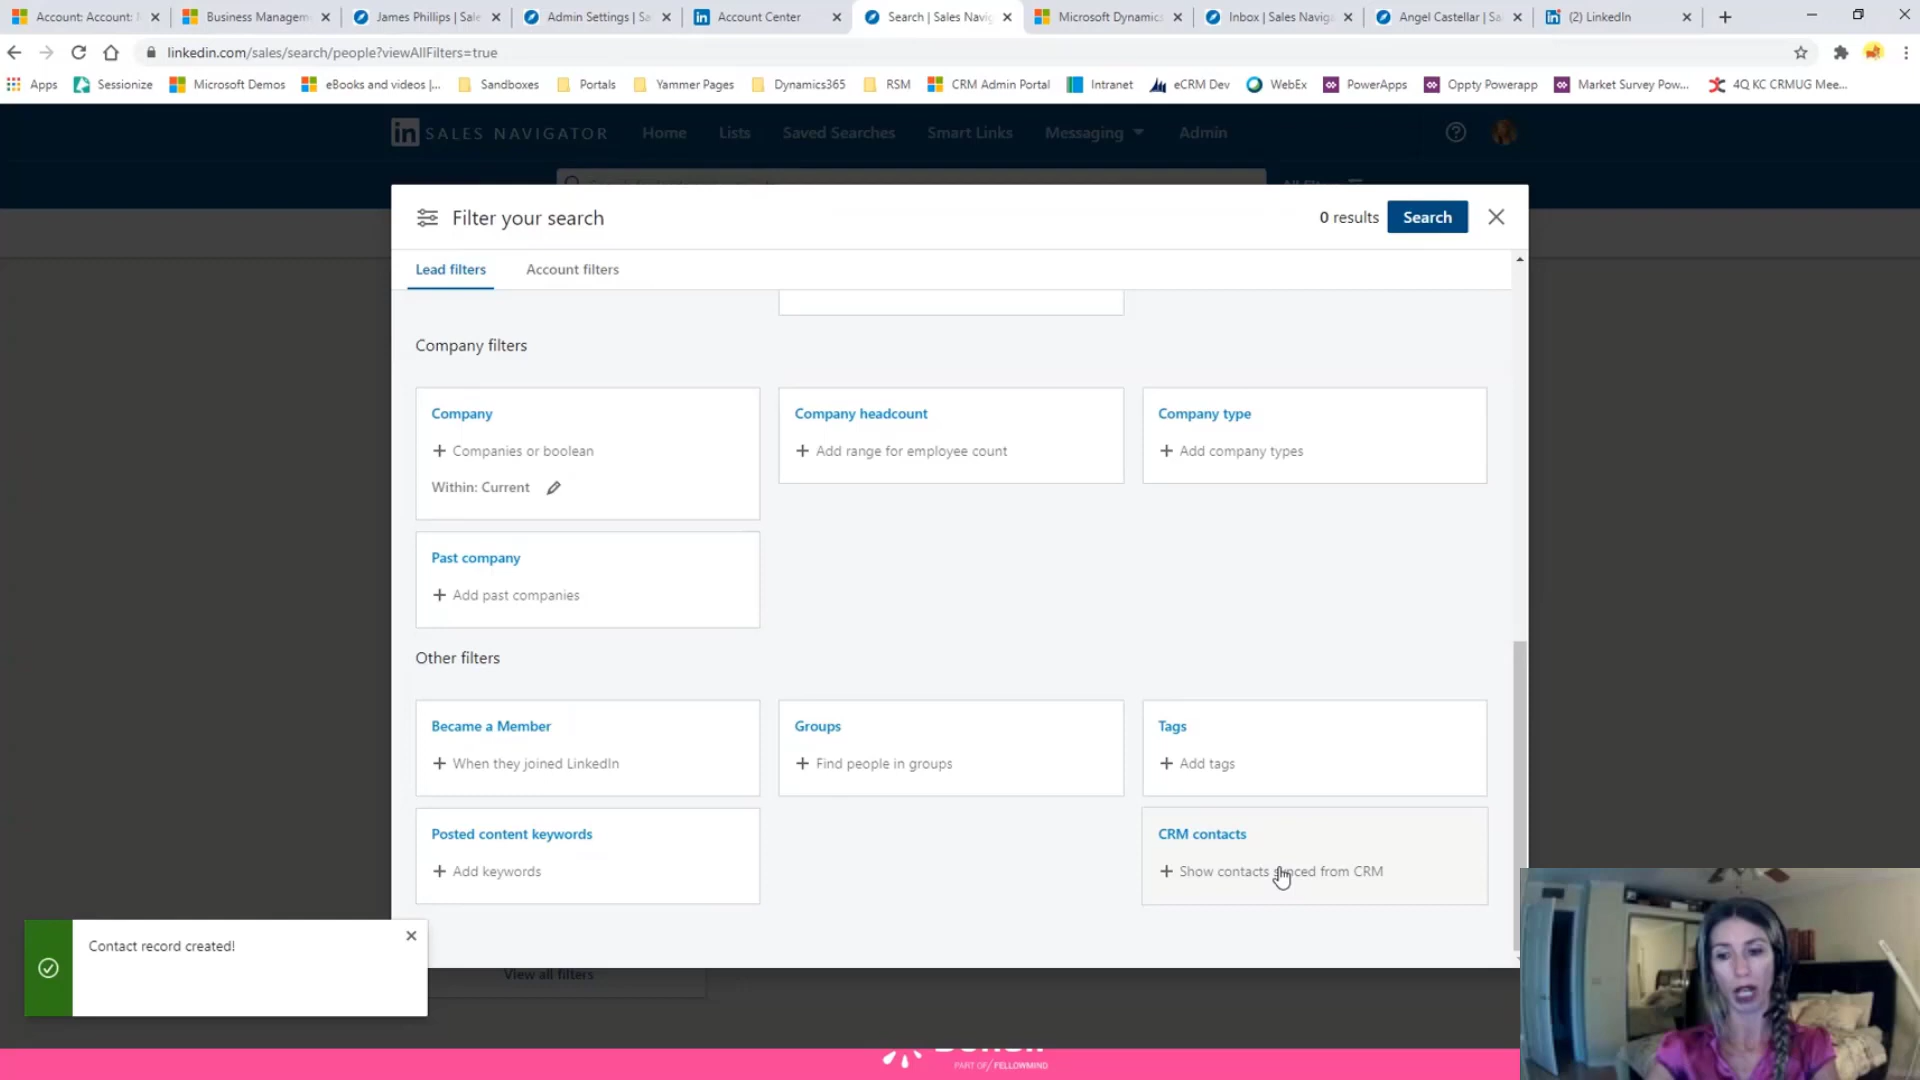 Account: Account:
Business Managem
James Phillips | Sale
Admin Settings | Sa
Account Center
Search | Sales Navig
Microsoft Dynamics
Inbox | Sales Naviga
Angel Castellar | Sa
(2) LinkedIn
linkedin.com/sales/search/people?viewAllFilters=true
Apps
Sessionize
Microsoft Demos
eBooks and videos |...
Sandboxes
Portals
Yammer Pages
Dynamics365
RSM
CRM Admin Portal
Intranet
eCRM Dev
WebEx
PowerApps
Oppty Powerapp
Market Survey Pow...
4Q KC CRMUG Mee...
in SALES NAVIGATOR
Home
Lists
Saved Searches
Smart Links
Messaging
Admin
Filter your search
0 results
Search
Lead filters
Account filters
Company filters
Company
+ Companies or boolean
Within: Current
Company headcount
+ Add range for employee count
Company type
+ Add company types
Past company
+ Add past companies
Other filters
Became a Member
+ When they joined LinkedIn
Groups
+ Find people in groups
Tags
+ Add tags
Posted content keywords
+ Add keywords
CRM contacts
+ Show contacts synced from CRM
Contact record created!
View all filters
PART OF / FELLOWMIND